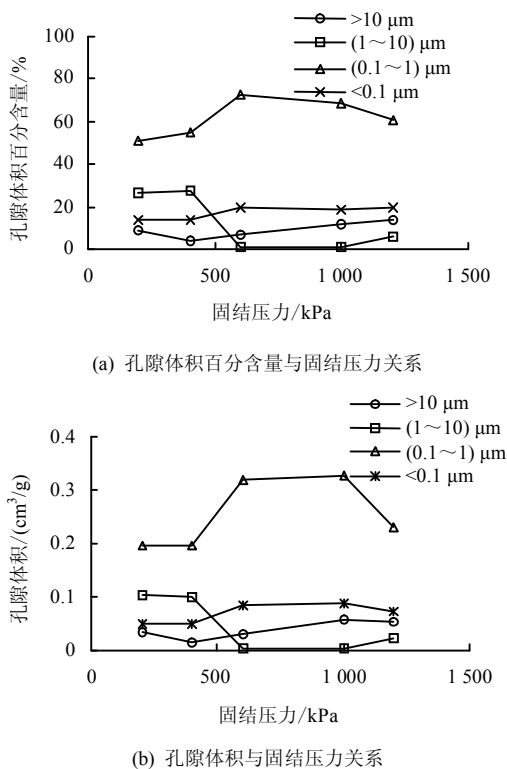 >10 μm
(1～10) μm
(0.1～1) μm
<0.1 μm
孔隙体积百分含量/%
100
80
60
40
20
0
0 500 1 000 1 500
固结压力/kPa
(a) 孔隙体积百分含量与固结压力关系
>10 μm
(1～10) μm
(0.1～1) μm
<0.1 μm
孔隙体积/(cm³/g)
0.4
0.3
0.2
0.1
0
0 500 1 000 1 500
固结压力/kPa
(b) 孔隙体积与固结压力关系